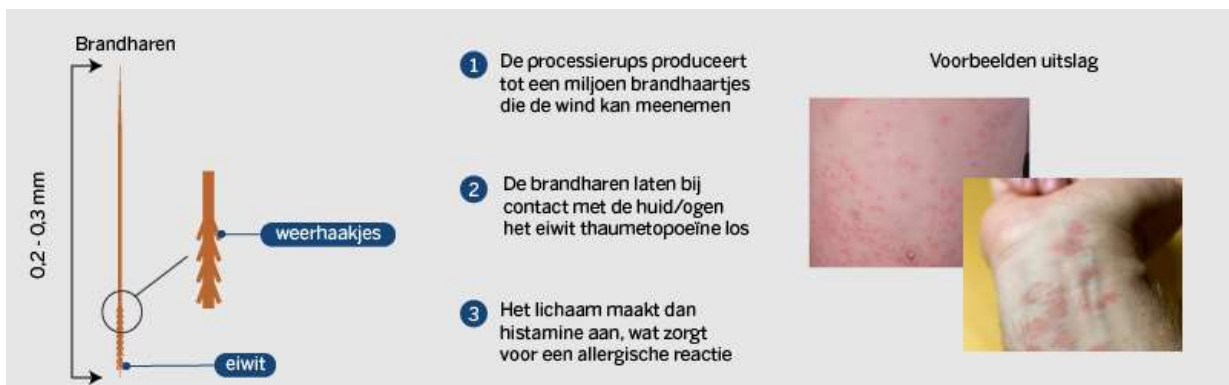 Brandharen
0,2 - 0,3 mm
weerhaakjes
eiwit
1 De processierups produceert
tot een miljoen brandhaartjes
die de wind kan meenemen
2 De brandharen laten bij
contact met de huid/ogen
het eiwit thaumetopoeïne los
3 Het lichaam maakt dan
histamine aan, wat zorgt
voor een allergische reactie
Voorbeelden uitslag